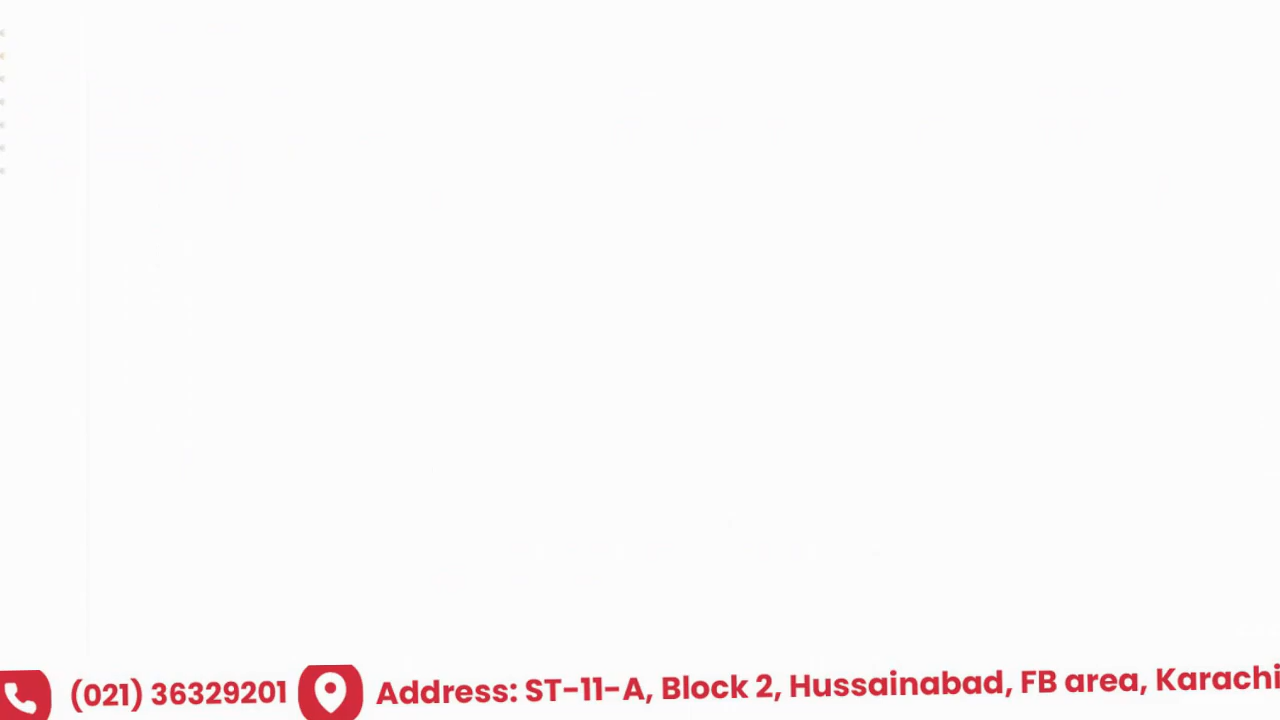 (021) 36329201 Address: ST-11-A, Block 2, Hussainabad, FB area, Karachi